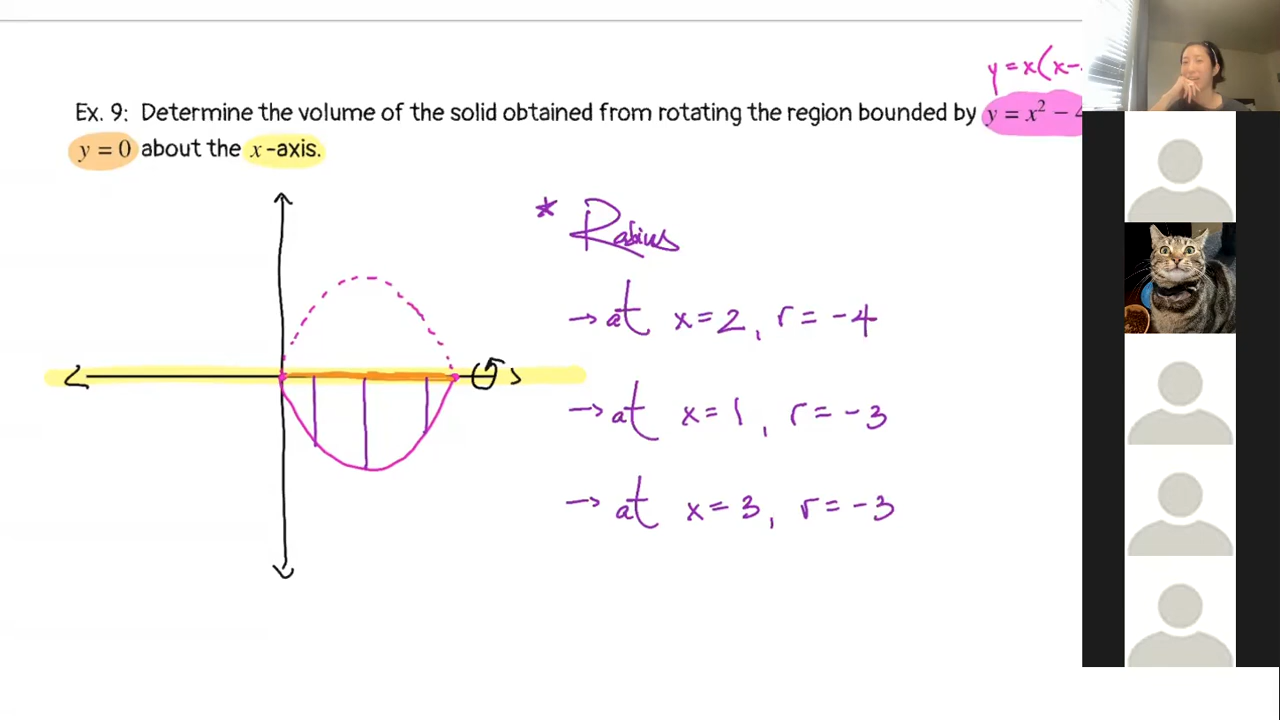 y = x(x-
Ex. 9: Determine the volume of the solid obtained from rotating the region bounded by y = x² −
y = 0 about the x-axis.
* Radius
→ at x = 2, r = -4
→ at x = 1, r = -3
→ at x = 3, r = -3